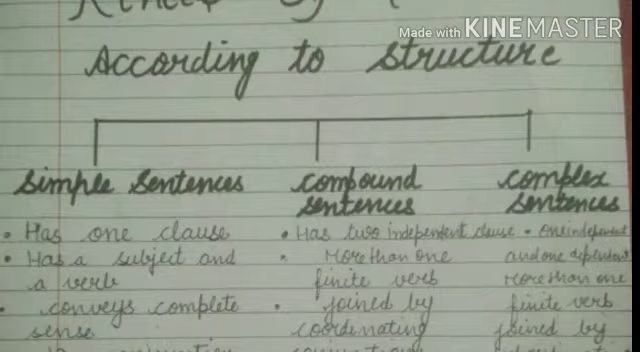 Made with KINEMASTER
Kinds of
According to structure
simple sentences
compound sentences
complex sentences
• Has one clause
• Has a subject and
a verb
• conveys complete
sense
• Has two independent clause
• More than one
finite verb
• joined by
coordinating
• one independent
and one dependent
More than one
finite verb
joined by